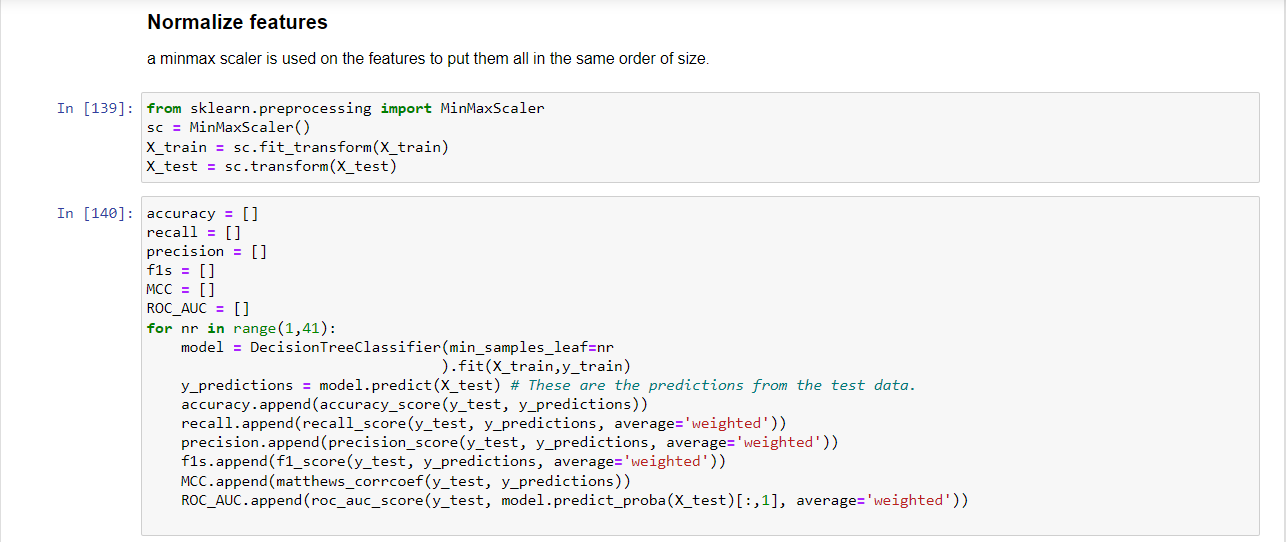 Normalize features
a minmax scaler is used on the features to put them all in the same order of size.
In [139]: from sklearn.preprocessing import MinMaxScaler
sc = MinMaxScaler()
X_train = sc.fit_transform(X_train)
X_test = sc.transform(X_test)
In [140]: accuracy = []
recall = []
precision = []
f1s = []
MCC = []
ROC_AUC = []
for nr in range(1,41):
    model = DecisionTreeClassifier(min_samples_leaf=nr
                                  ).fit(X_train,y_train)
    y_predictions = model.predict(X_test) # These are the predictions from the test data.
    accuracy.append(accuracy_score(y_test, y_predictions))
    recall.append(recall_score(y_test, y_predictions, average='weighted'))
    precision.append(precision_score(y_test, y_predictions, average='weighted'))
    f1s.append(f1_score(y_test, y_predictions, average='weighted'))
    MCC.append(matthews_corrcoef(y_test, y_predictions))
    ROC_AUC.append(roc_auc_score(y_test, model.predict_proba(X_test)[:,1], average='weighted'))